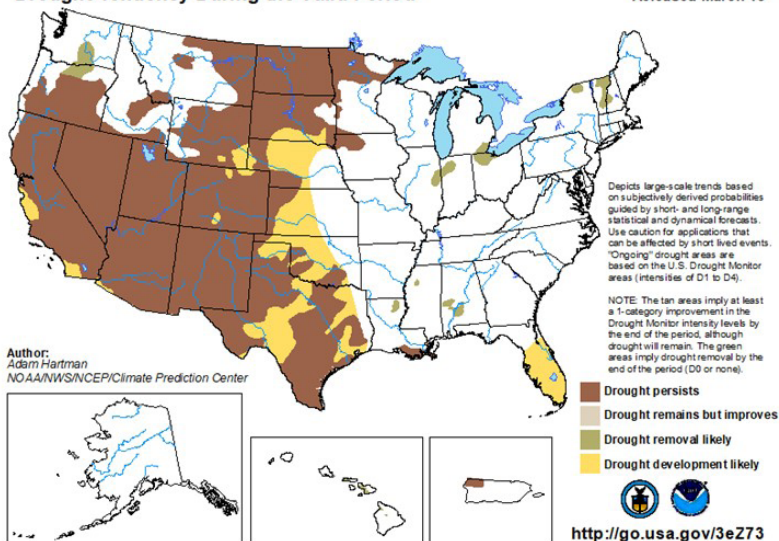 Depicts large-scale trends based
on subjectively derived probabilities
guided by short- and long-range
statistical and dynamical forecasts.
Use caution for applications that
can be affected by short lived events.
"Ongoing" drought areas are
based on the U.S. Drought Monitor
areas (intensities of D1 to D4).
NOTE: The tan areas imply at least
a 1-category improvement in the
Drought Monitor intensity levels by
the end of the period, although
drought will remain. The green
areas imply drought removal by the
end of the period (D0 or none).
Author:
Adam Hartman
NOAA/NWS/NCEP/Climate Prediction Center
Drought persists
Drought remains but improves
Drought removal likely
Drought development likely
http://go.usa.gov/3eZ73